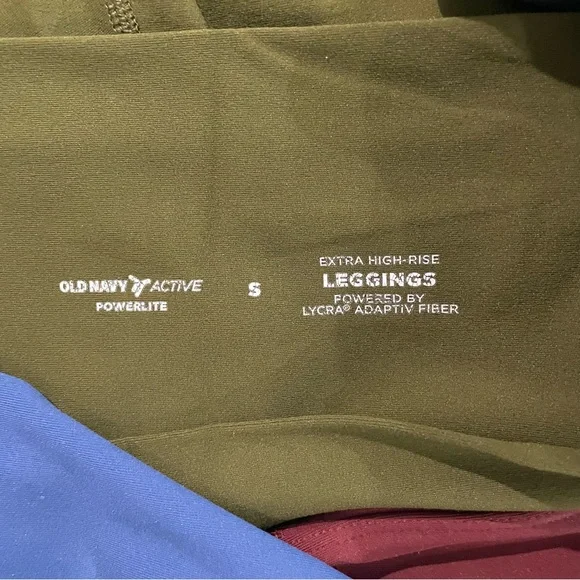 OLD NAVY ACTIVE
POWERLITE
S
EXTRA HIGH-RISE
LEGGINGS
POWERED BY
LYCRA® ADAPTIV FIBER